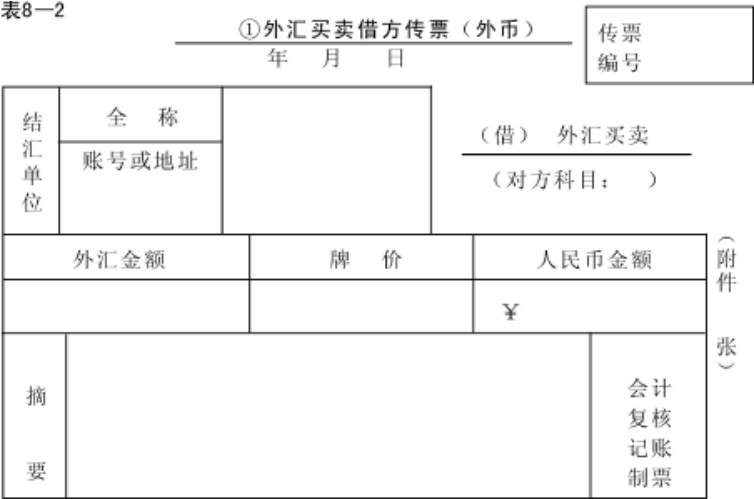 表8—2
①外汇买卖借方传票（外币）
年 月 日
传票
编号
结汇单位
全 称
账号或地址
（借） 外汇买卖
（对方科目： ）
外汇金额 牌 价 人民币金额
￥
（附件 张）
摘要
会计
复核
记账
制票